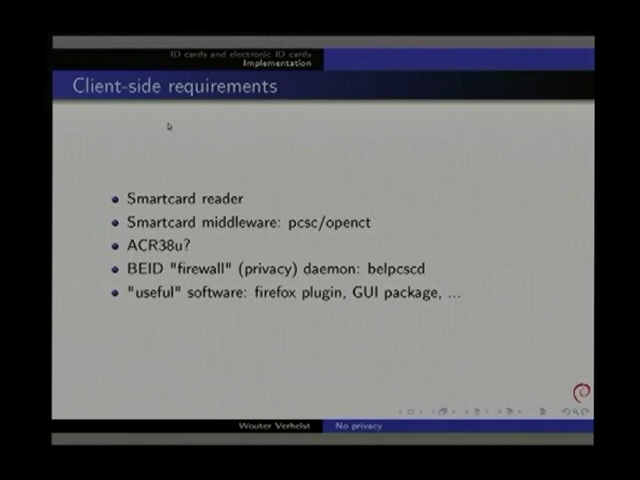 ID cards and electronic ID cards
Implementation
Client-side requirements
Smartcard reader
Smartcard middleware: pcsc/openct
ACR38u?
BEID "firewall" (privacy) daemon: belpcscd
"useful" software: firefox plugin, GUI package, ...
Wouter Verhelst
No privacy